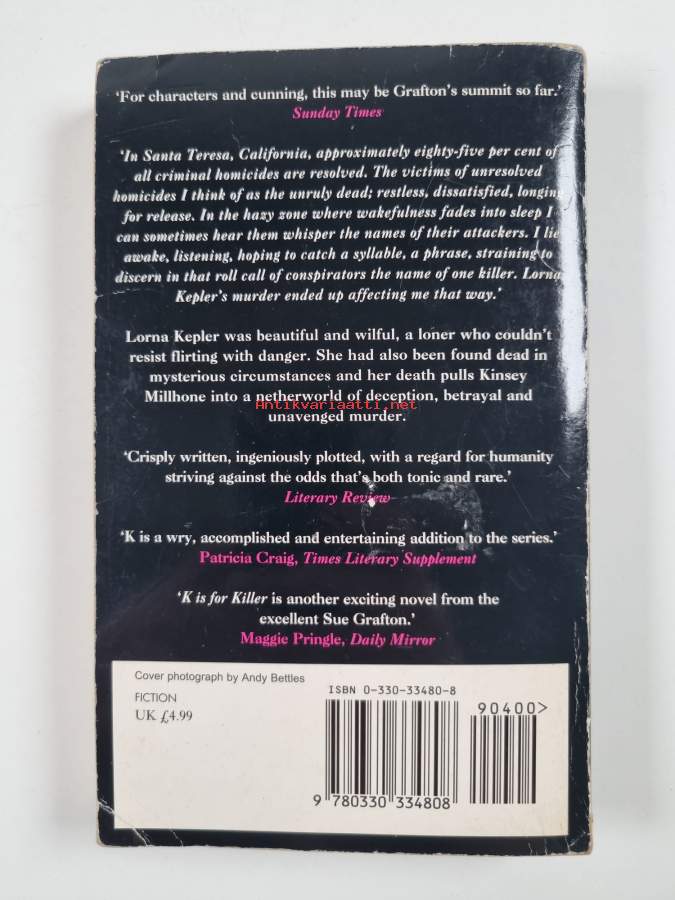 ‘For characters and cunning, this may be Grafton’s summit so far.’
Sunday Times
‘In Santa Teresa, California, approximately eighty-five per cent of
all criminal homicides are resolved. The victims of unresolved
homicides I think of as the unruly dead; restless, dissatisfied, longing
for release. In the hazy zone where wakefulness fades into sleep I
can sometimes hear them whisper the names of their attackers. I lie
awake, listening, hoping to catch a syllable, a phrase, straining to
discern in that roll call of conspirators the name of one killer. Lorna
Kepler’s murder ended up affecting me that way.’
Lorna Kepler was beautiful and wilful, a loner who couldn’t
resist flirting with danger. She had also been found dead in
mysterious circumstances and her death pulls Kinsey
Millhone into a netherworld of deception, betrayal and
Antikvariaatti.net
unavenged murder.
‘Crisply written, ingeniously plotted, with a regard for humanity
striving against the odds that’s both tonic and rare.’
Literary Review
‘K is a wry, accomplished and entertaining addition to the series.’
Patricia Craig, Times Literary Supplement
‘K is for Killer is another exciting novel from the
excellent Sue Grafton.’
Maggie Pringle, Daily Mirror
Cover photograph by Andy Bettles
FICTION
UK £4.99
ISBN 0-330-33480-8
90400>
9 780330 334808